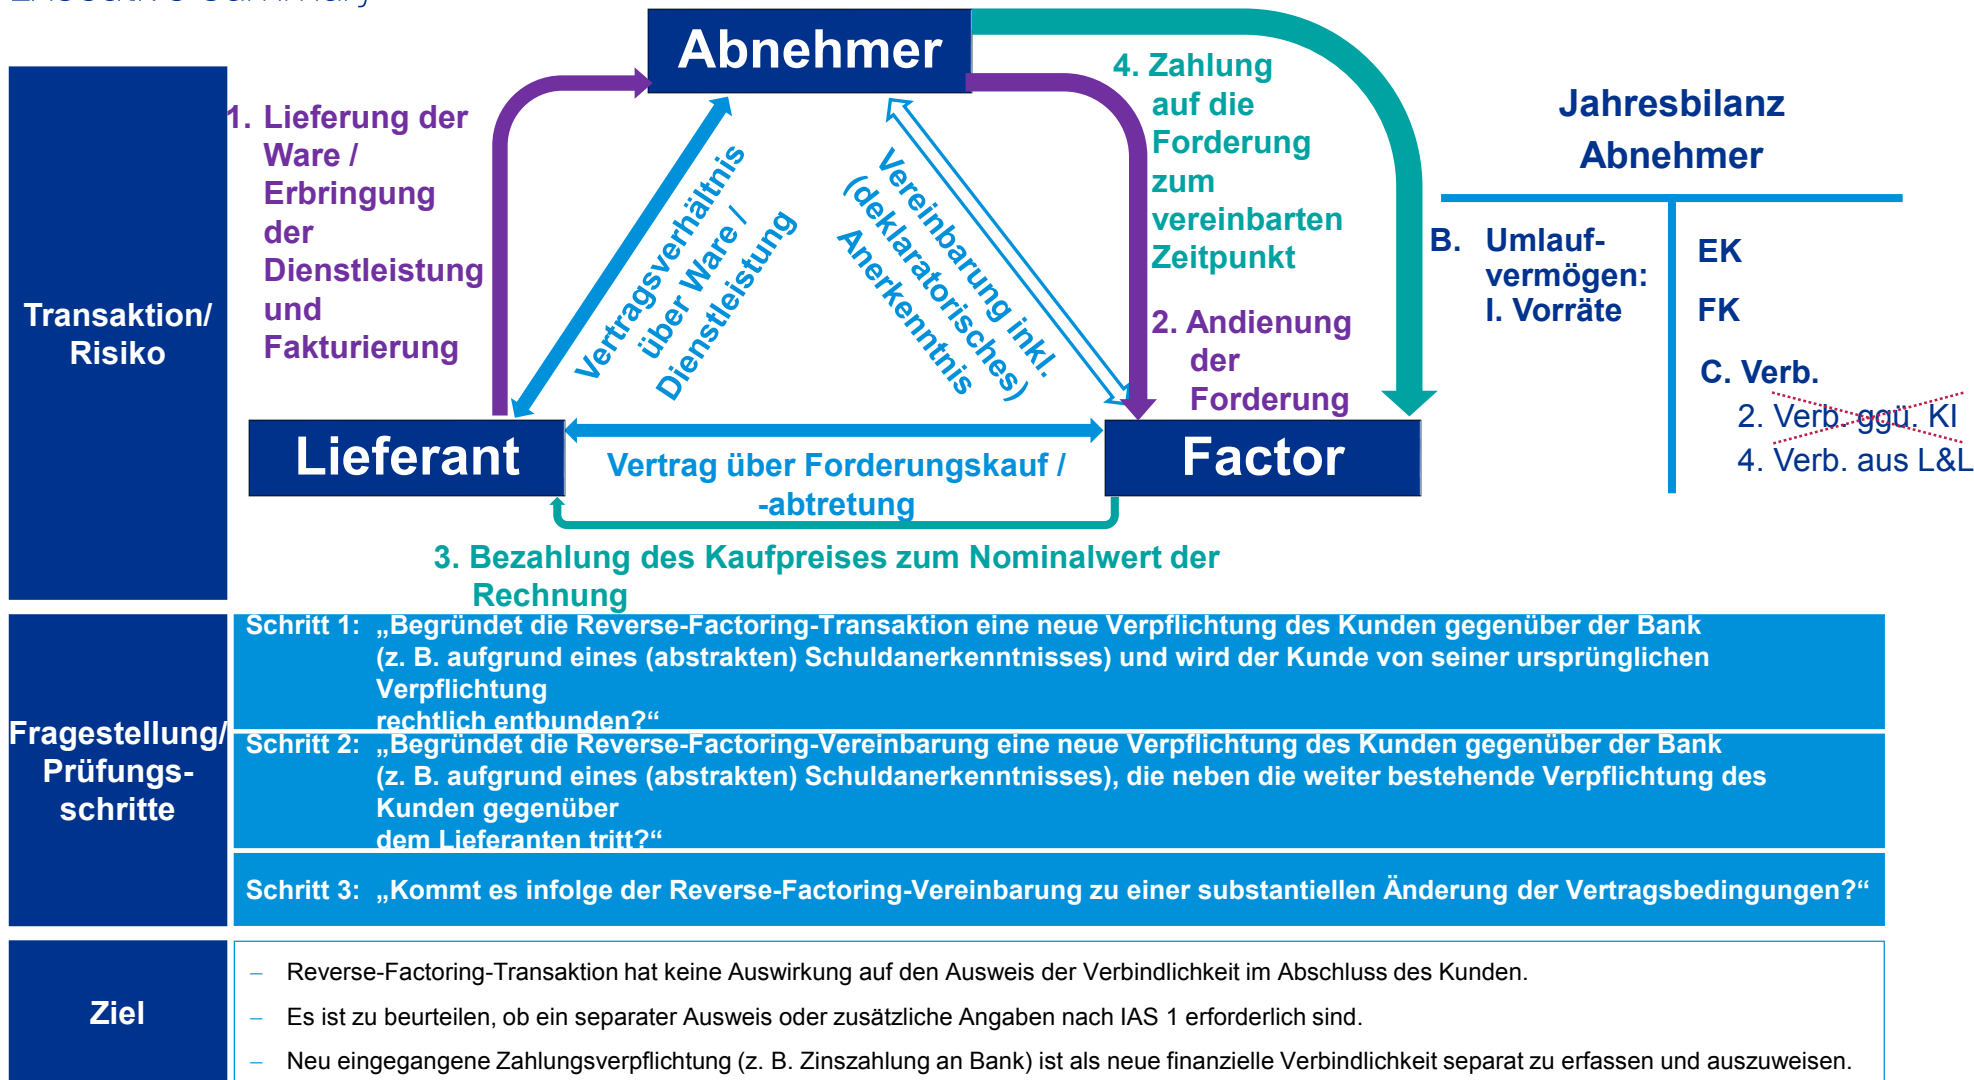 Executive Summary
Abnehmer
Transaktion/
Risiko
1. Lieferung der
Ware /
Erbringung
der
Dienstleistung
und
Fakturierung
Vertragsverhältnis
über Ware /
Dienstleistung
Vereinbarung inkl.
(deklaratorisches)
Anerkenntnis
4. Zahlung
auf die
Forderung
zum
vereinbarten
Zeitpunkt
2. Andienung
der
Forderung
Lieferant
Vertrag über Forderungskauf /
-abtretung
Factor
3. Bezahlung des Kaufpreises zum Nominalwert der
Rechnung
Jahresbilanz
Abnehmer
B. Umlauf-
vermögen:
I. Vorräte
EK
FK
C. Verb.
2. Verb. ggü. KI
4. Verb. aus L&L
Fragestellung/
Prüfungs-
schritte
Schritt 1: „Begründet die Reverse-Factoring-Transaktion eine neue Verpflichtung des Kunden gegenüber der Bank
(z. B. aufgrund eines (abstrakten) Schuldanerkenntnisses) und wird der Kunde von seiner ursprünglichen
Verpflichtung
rechtlich entbunden?“
Schritt 2: „Begründet die Reverse-Factoring-Vereinbarung eine neue Verpflichtung des Kunden gegenüber der Bank
(z. B. aufgrund eines (abstrakten) Schuldanerkenntnisses), die neben die weiter bestehende Verpflichtung des
Kunden gegenüber
dem Lieferanten tritt?“
Schritt 3: „Kommt es infolge der Reverse-Factoring-Vereinbarung zu einer substantiellen Änderung der Vertragsbedingungen?“
Ziel
– Reverse-Factoring-Transaktion hat keine Auswirkung auf den Ausweis der Verbindlichkeit im Abschluss des Kunden.
– Es ist zu beurteilen, ob ein separater Ausweis oder zusätzliche Angaben nach IAS 1 erforderlich sind.
– Neu eingegangene Zahlungsverpflichtung (z. B. Zinszahlung an Bank) ist als neue finanzielle Verbindlichkeit separat zu erfassen und auszuweisen.